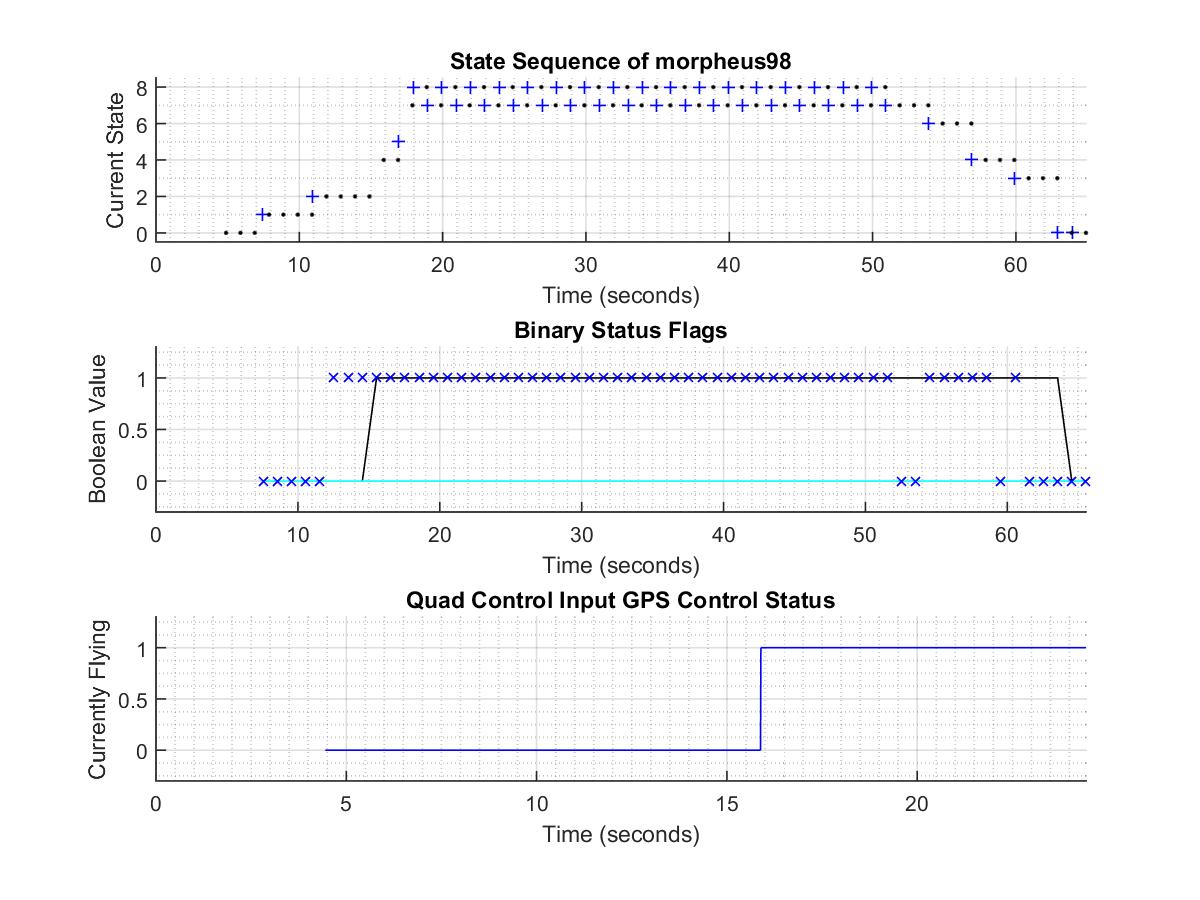 State Sequence of morpheus98
Current State
8
6
4
2
0
0 10 20 30 40 50 60
Time (seconds)
Binary Status Flags
Boolean Value
1
0.5
0
0 10 20 30 40 50 60
Time (seconds)
Quad Control Input GPS Control Status
Currently Flying
1
0.5
0
0 5 10 15 20
Time (seconds)